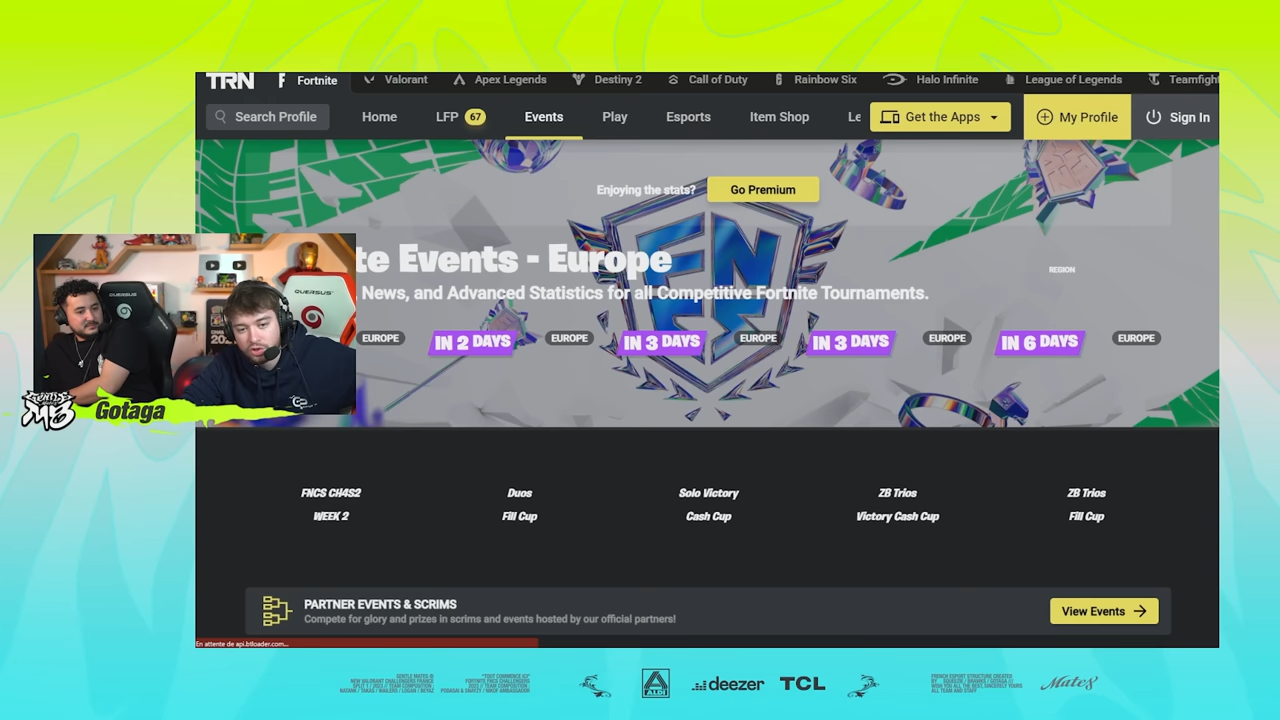 TRN
Fortnite
Valorant
Apex Legends
Destiny 2
Call of Duty
Rainbow Six
Halo Infinite
League of Legends
Teamfight
Search Profile
Home
LFP 67
Events
Play
Esports
Item Shop
Le
Get the Apps
My Profile
Sign In
Enjoying the stats?
Go Premium
te Events - Europe
REGION
News, and Advanced Statistics for all Competitive Fortnite Tournaments.
EUROPE
IN 2 DAYS
EUROPE
IN 3 DAYS
EUROPE
IN 3 DAYS
EUROPE
IN 6 DAYS
EUROPE
QUERSUS
QUERSUS
Gotaga
FNCS CH4S2
WEEK 2
Duos
Fill Cup
Solo Victory
Cash Cup
ZB Trios
Victory Cash Cup
ZB Trios
Fill Cup
PARTNER EVENTS & SCRIMS
Compete for glory and prizes in scrims and events hosted by our official partners!
View Events
En attente de api.btloader.com...
ALDI
deezer
TCL
Mates